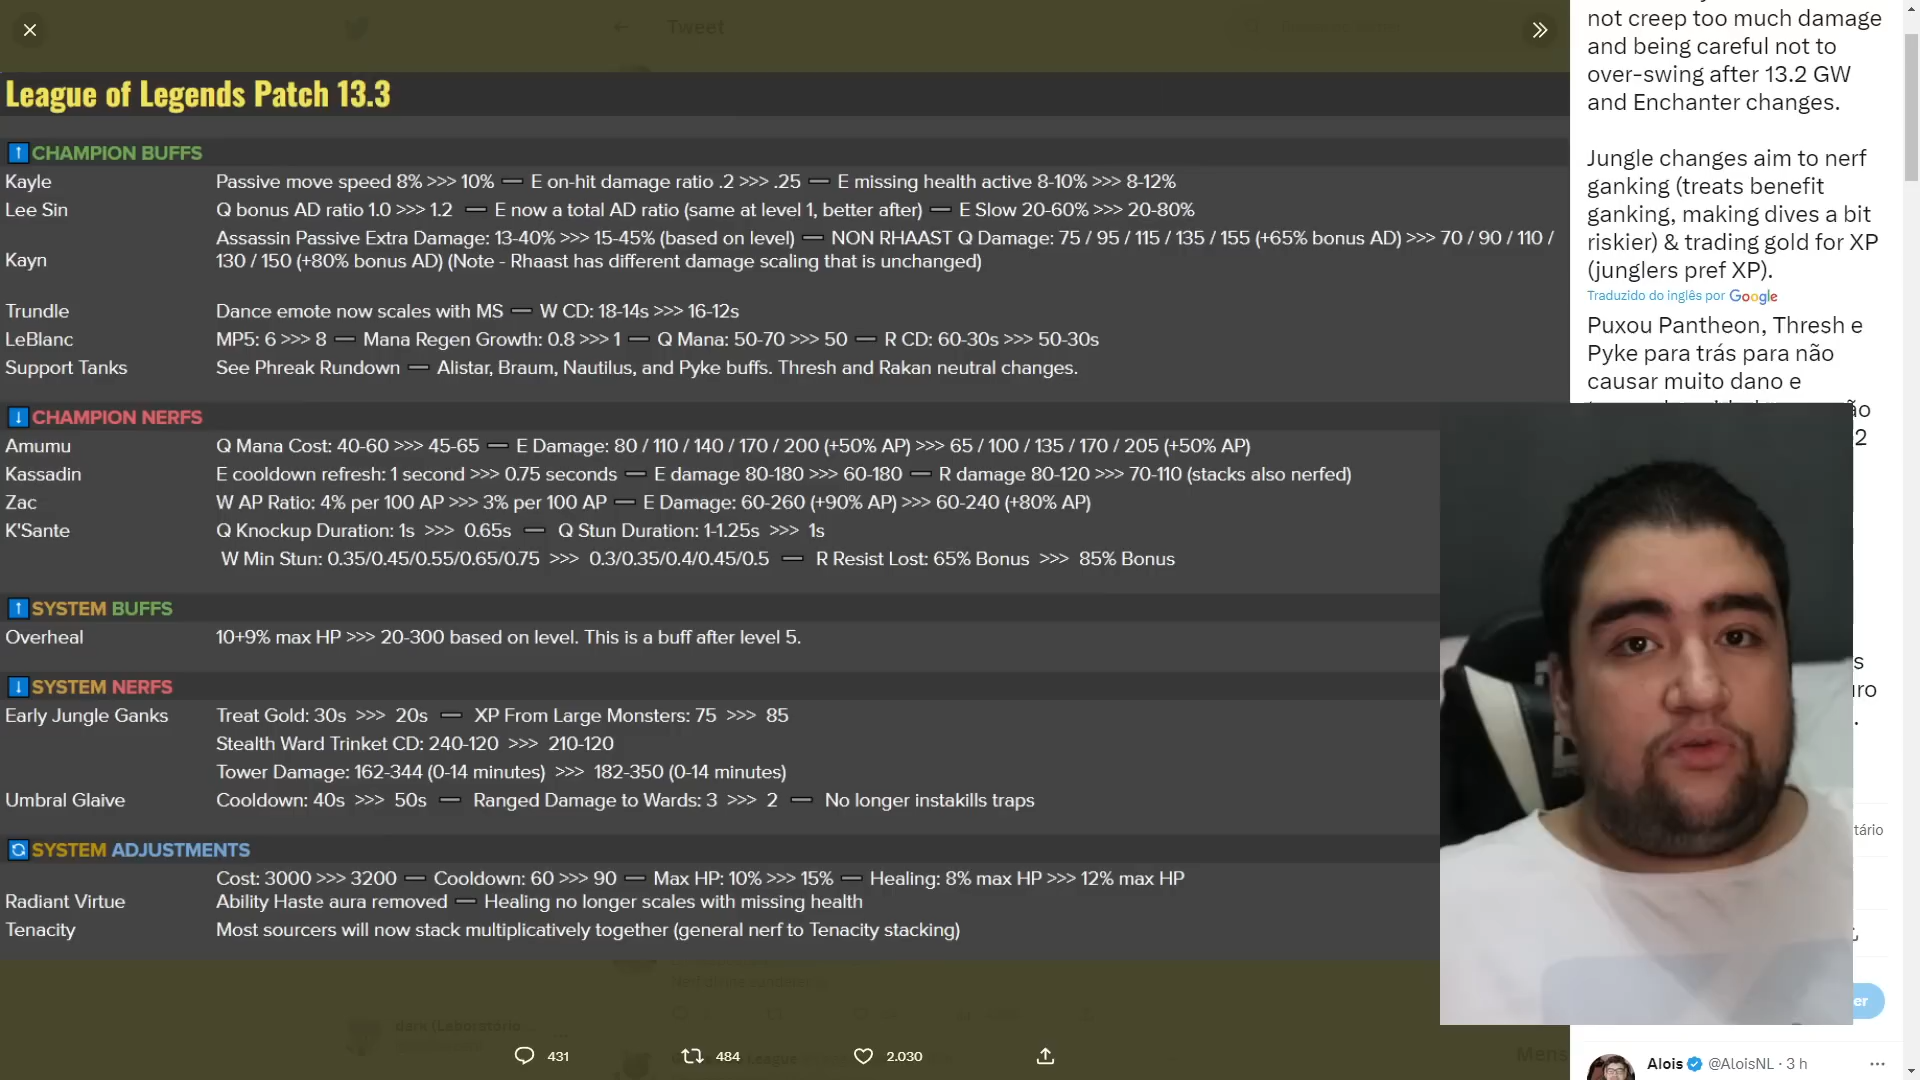 Tweet
League of Legends Patch 13.3
CHAMPION BUFFS
Kayle Passive move speed 8% >>> 10% — E on-hit damage ratio .2 >>> .25 — E missing health active 8-10% >>> 8-12%
Lee Sin Q bonus AD ratio 1.0 >>> 1.2 — E now a total AD ratio (same at level 1, better after) — E Slow 20-60% >>> 20-80%
Kayn Assassin Passive Extra Damage: 13-40% >>> 15-45% (based on level) — NON RHAAST Q Damage: 75 / 95 / 115 / 135 / 155 (+65% bonus AD) >>> 70 / 90 / 110 /
130 / 150 (+80% bonus AD) (Note - Rhaast has different damage scaling that is unchanged)
Trundle Dance emote now scales with MS — W CD: 18-14s >>> 16-12s
LeBlanc MP5: 6 >>> 8 — Mana Regen Growth: 0.8 >>> 1 — Q Mana: 50-70 >>> 50 — R CD: 60-30s >>> 50-30s
Support Tanks See Phreak Rundown — Alistar, Braum, Nautilus, and Pyke buffs. Thresh and Rakan neutral changes.
CHAMPION NERFS
Amumu Q Mana Cost: 40-60 >>> 45-65 — E Damage: 80 / 110 / 140 / 170 / 200 (+50% AP) >>> 65 / 100 / 135 / 170 / 205 (+50% AP)
Kassadin E cooldown refresh: 1 second >>> 0.75 seconds — E damage 80-180 >>> 60-180 — R damage 80-120 >>> 70-110 (stacks also nerfed)
Zac W AP Ratio: 4% per 100 AP >>> 3% per 100 AP — E Damage: 60-260 (+90% AP) >>> 60-240 (+80% AP)
K'Sante Q Knockup Duration: 1s >>> 0.65s — Q Stun Duration: 1-1.25s >>> 1s
W Min Stun: 0.35/0.45/0.55/0.65/0.75 >>> 0.3/0.35/0.4/0.45/0.5 — R Resist Lost: 65% Bonus >>> 85% Bonus
SYSTEM BUFFS
Overheal 10+9% max HP >>> 20-300 based on level. This is a buff after level 5.
SYSTEM NERFS
Early Jungle Ganks Treat Gold: 30s >>> 20s — XP From Large Monsters: 75 >>> 85
Stealth Ward Trinket CD: 240-120 >>> 210-120
Tower Damage: 162-344 (0-14 minutes) >>> 182-350 (0-14 minutes)
Umbral Glaive Cooldown: 40s >>> 50s — Ranged Damage to Wards: 3 >>> 2 — No longer instakills traps
SYSTEM ADJUSTMENTS
Radiant Virtue Cost: 3000 >>> 3200 — Cooldown: 60 >>> 90 — Max HP: 10% >>> 15% — Healing: 8% max HP >>> 12% max HP
Ability Haste aura removed — Healing no longer scales with missing health
Tenacity Most sourcers will now stack multiplicatively together (general nerf to Tenacity stacking)
431 484 2.030
not creep too much damage
and being careful not to
over-swing after 13.2 GW
and Enchanter changes.
Jungle changes aim to nerf
ganking (treats benefit
ganking, making dives a bit
riskier) & trading gold for XP
(junglers pref XP).
Traduzido do inglês por Google
Puxou Pantheon, Thresh e
Pyke para trás para não
causar muito dano e
ão
2
s
tário
er
Alois @AloisNL · 3 h ···